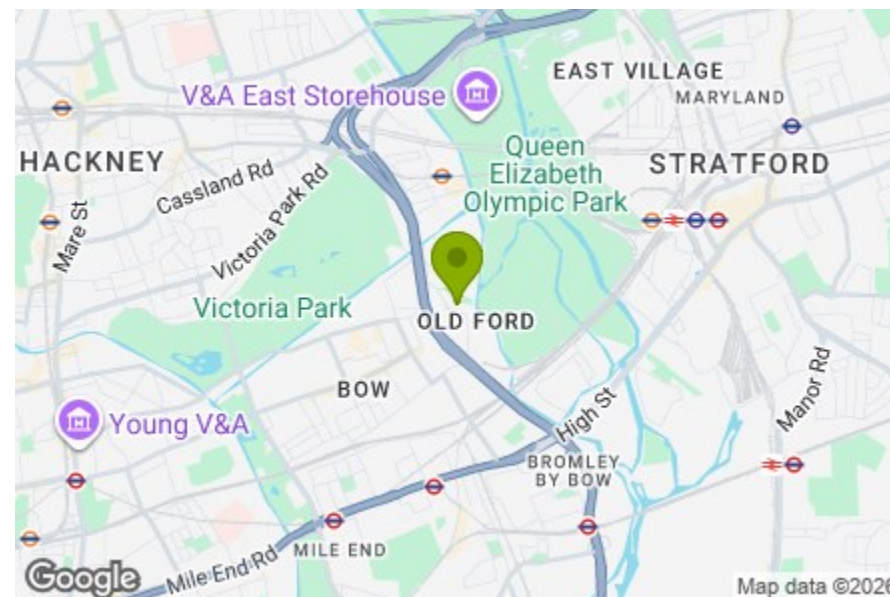 EAST VILLAGE
V&A East Storehouse
MARYLAND
HACKNEY
Cassland Rd
Queen
Elizabeth
Olympic Park
STRATFORD
Mare St
Victoria Park Rd
Victoria Park
OLD FORD
BOW
Manor Rd
Young V&A
High St
BROMLEY
BY BOW
MILE END
Mile End Rd
Google
Map data ©2026